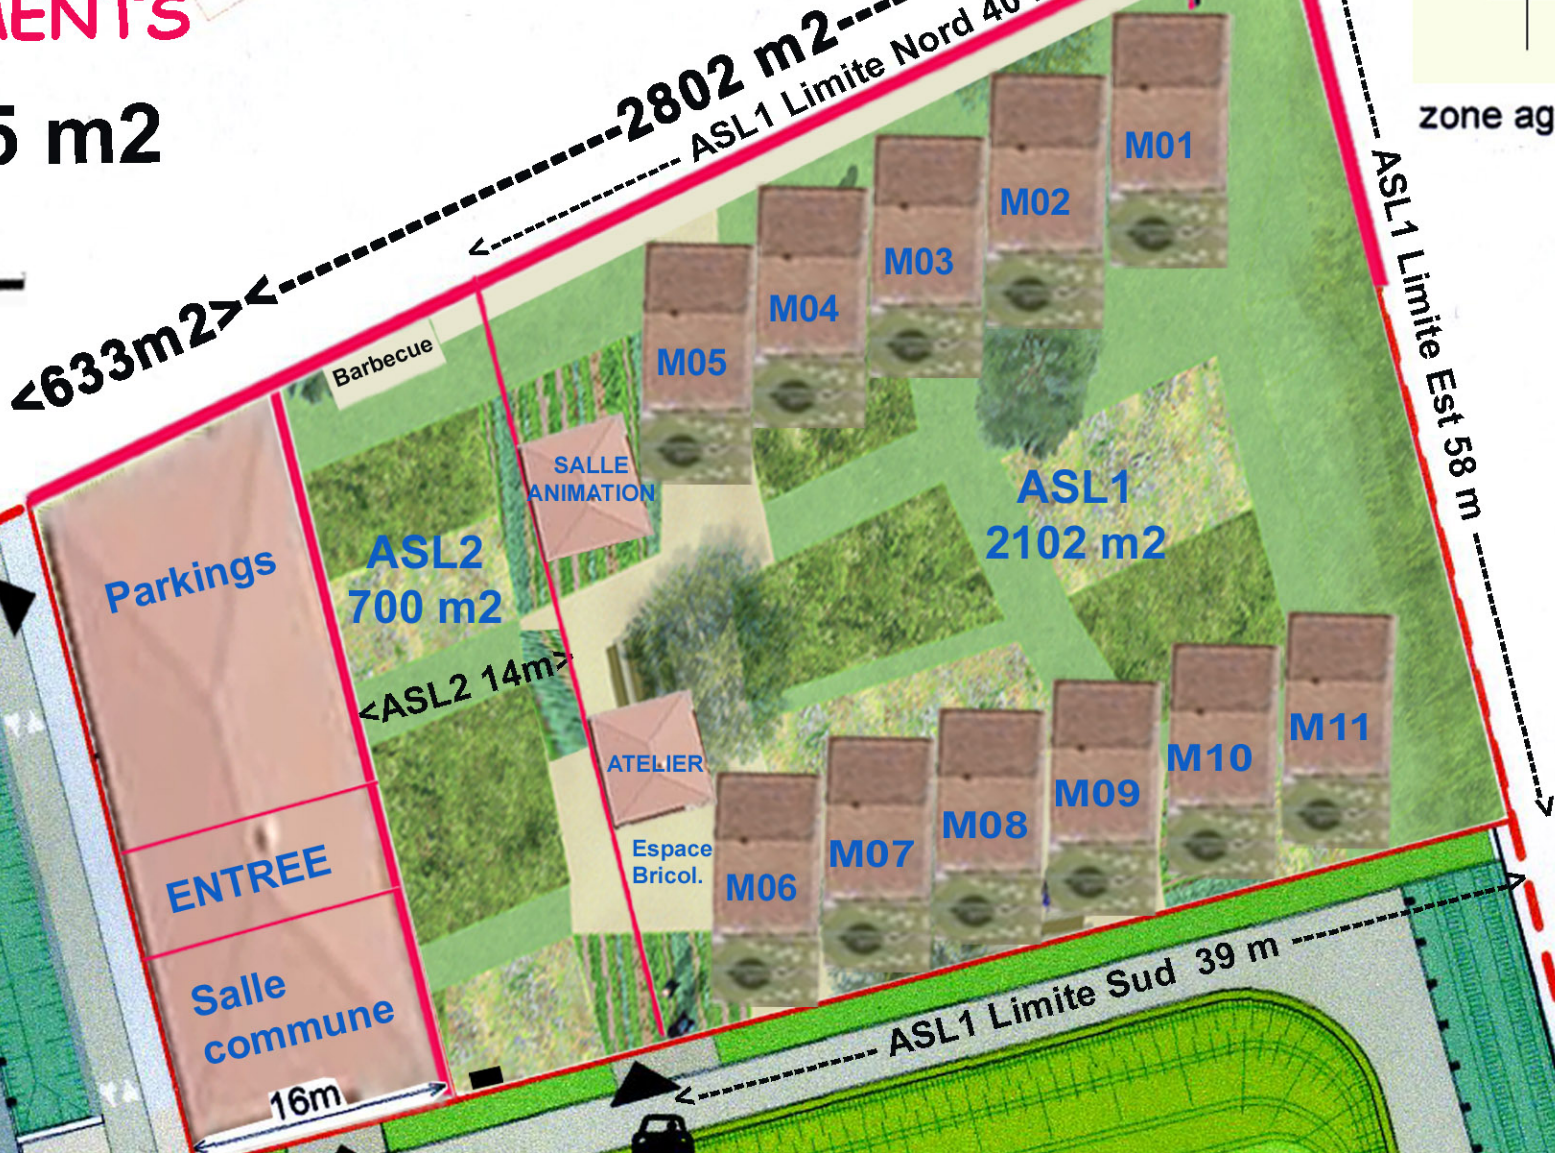 MENTS
5 m2
<633m2><-----------2802 m2----
ASL1 Limite Nord 40
zone ag
ASL1 Limite Est 58 m
M01
M02
M03
M04
M05
Barbecue
SALLE
ANIMATION
ASL1
2102 m2
ASL2
700 m2
<ASL2 14m>
Parkings
ATELIER
Espace
Bricol.
M06
M07
M08
M09
M10
M11
ENTREE
Salle
commune
16m
ASL1 Limite Sud 39 m